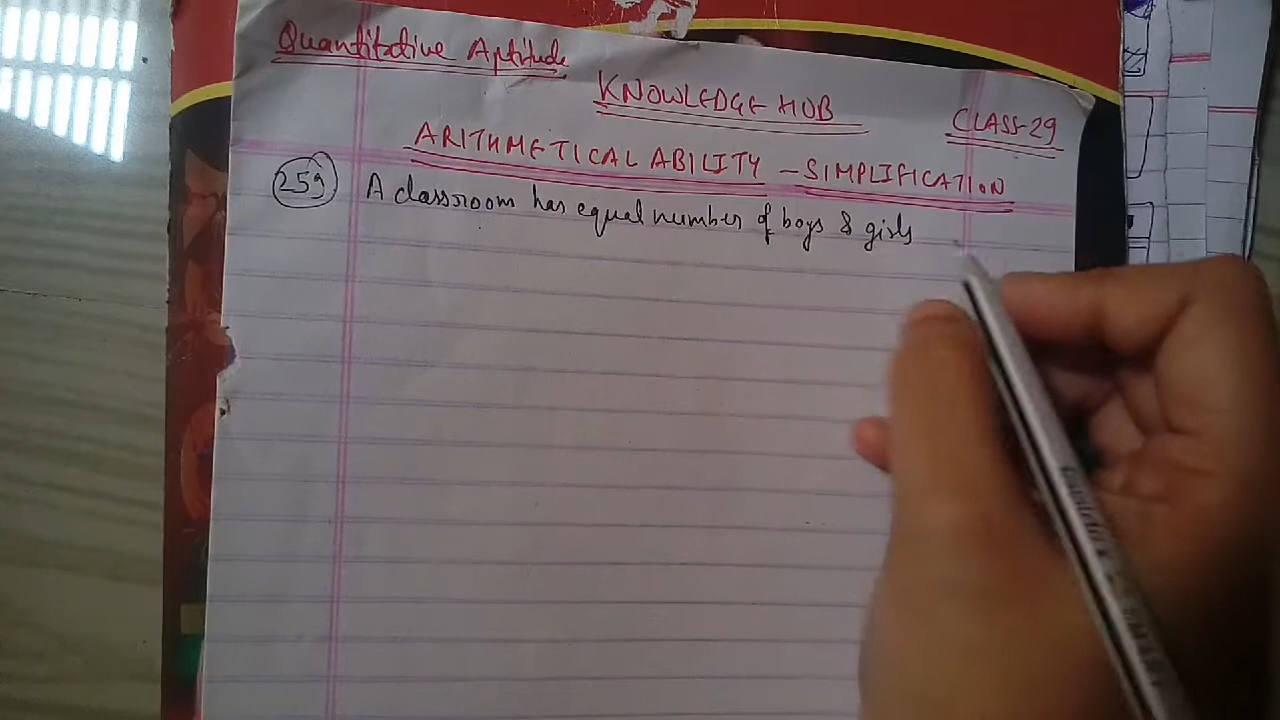 Quantitative Aptitude
KNOWLEDGE HUB
CLASS-29
ARITHMETICAL ABILITY - SIMPLIFICATION
259 A classroom has equal number of boys & girls